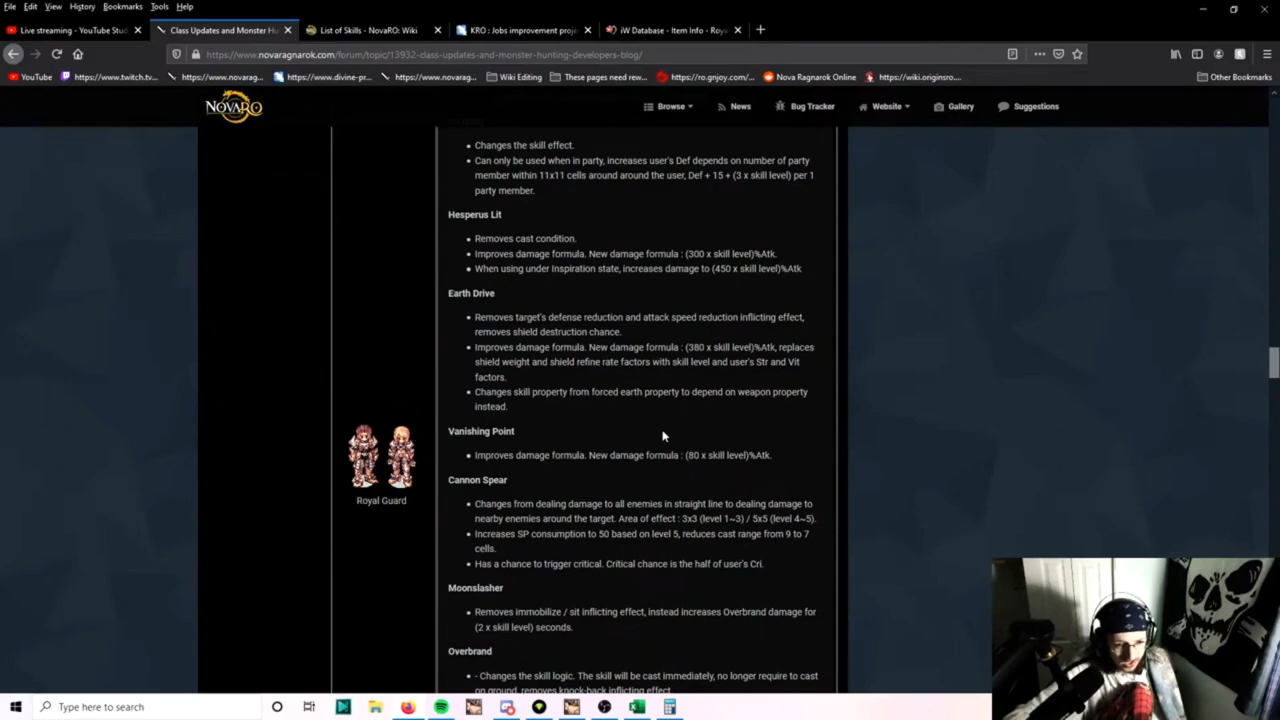 File Edit View History Bookmarks Tools Help
Live streaming - YouTube Stud
Class Updates and Monster Hu
List of Skills - NovaRO: Wiki
KRO : Jobs improvement proje
iW Database - Item Info - Roya
https://www.novaragnarok.com/forum/topic/13932-class-updates-and-monster-hunting-developers-blog/
YouTube
https://www.twitch.tv...
https://www.novarag...
https://www.divine-pr...
https://www.novarag...
Wiki Editing
These pages need rew...
https://ro.gnjoy.com/...
Nova Ragnarok Online
https://wiki.originsro....
Other Bookmarks
NOVARO
Browse
News
Bug Tracker
Website
Gallery
Suggestions
Changes the skill effect.
Can only be used when in party, increases user's Def depends on number of party
member within 11x11 cells around around the user, Def + 15 + (3 x skill level) per 1
party member.
Hesperus Lit
Removes cast condition.
Improves damage formula. New damage formula : (300 x skill level)%Atk.
When using under Inspiration state, increases damage to (450 x skill level)%Atk
Earth Drive
Removes target's defense reduction and attack speed reduction inflicting effect,
removes shield destruction chance.
Improves damage formula. New damage formula : (380 x skill level)%Atk, replaces
shield weight and shield refine rate factors with skill level and user's Str and Vit
factors.
Changes skill property from forced earth property to depend on weapon property
instead.
Vanishing Point
Improves damage formula. New damage formula : (80 x skill level)%Atk.
Royal Guard
Cannon Spear
Changes from dealing damage to all enemies in straight line to dealing damage to
nearby enemies around the target. Area of effect : 3x3 (level 1~3) / 5x5 (level 4~5).
Increases SP consumption to 50 based on level 5, reduces cast range from 9 to 7
cells.
Has a chance to trigger critical. Critical chance is the half of user's Cri.
Moonslasher
Removes immobilize / sit inflicting effect, instead increases Overbrand damage for
(2 x skill level) seconds.
Overbrand
- Changes the skill logic. The skill will be cast immediately, no longer require to cast
on ground, removes knock-back inflicting effect
Type here to search